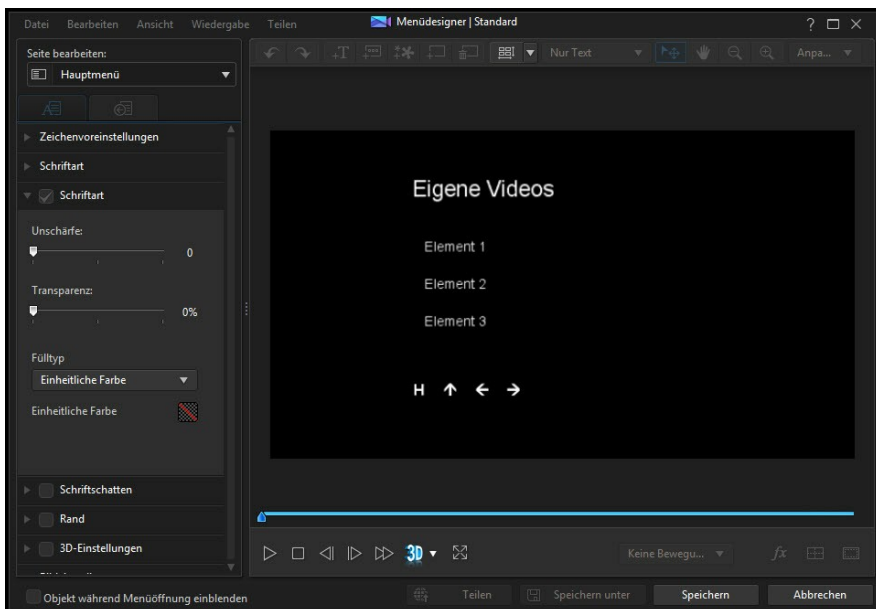 Datei Bearbeiten Ansicht Wiedergabe Teilen
Menüdesigner | Standard
?
Seite bearbeiten:
Hauptmenü
T
Nur Text
Anpa...
Zeichenvoreinstellungen
Schriftart
Schriftart
Unschärfe:
0
Transparenz:
0%
Fülltyp
Einheitliche Farbe
Einheitliche Farbe
Schriftschatten
Rand
3D-Einstellungen
Eigene Videos
Element 1
Element 2
Element 3
H ↑ ← →
3D
Keine Bewegu...
fx
Objekt während Menüöffnung einblenden
Teilen
Speichern unter
Speichern
Abbrechen